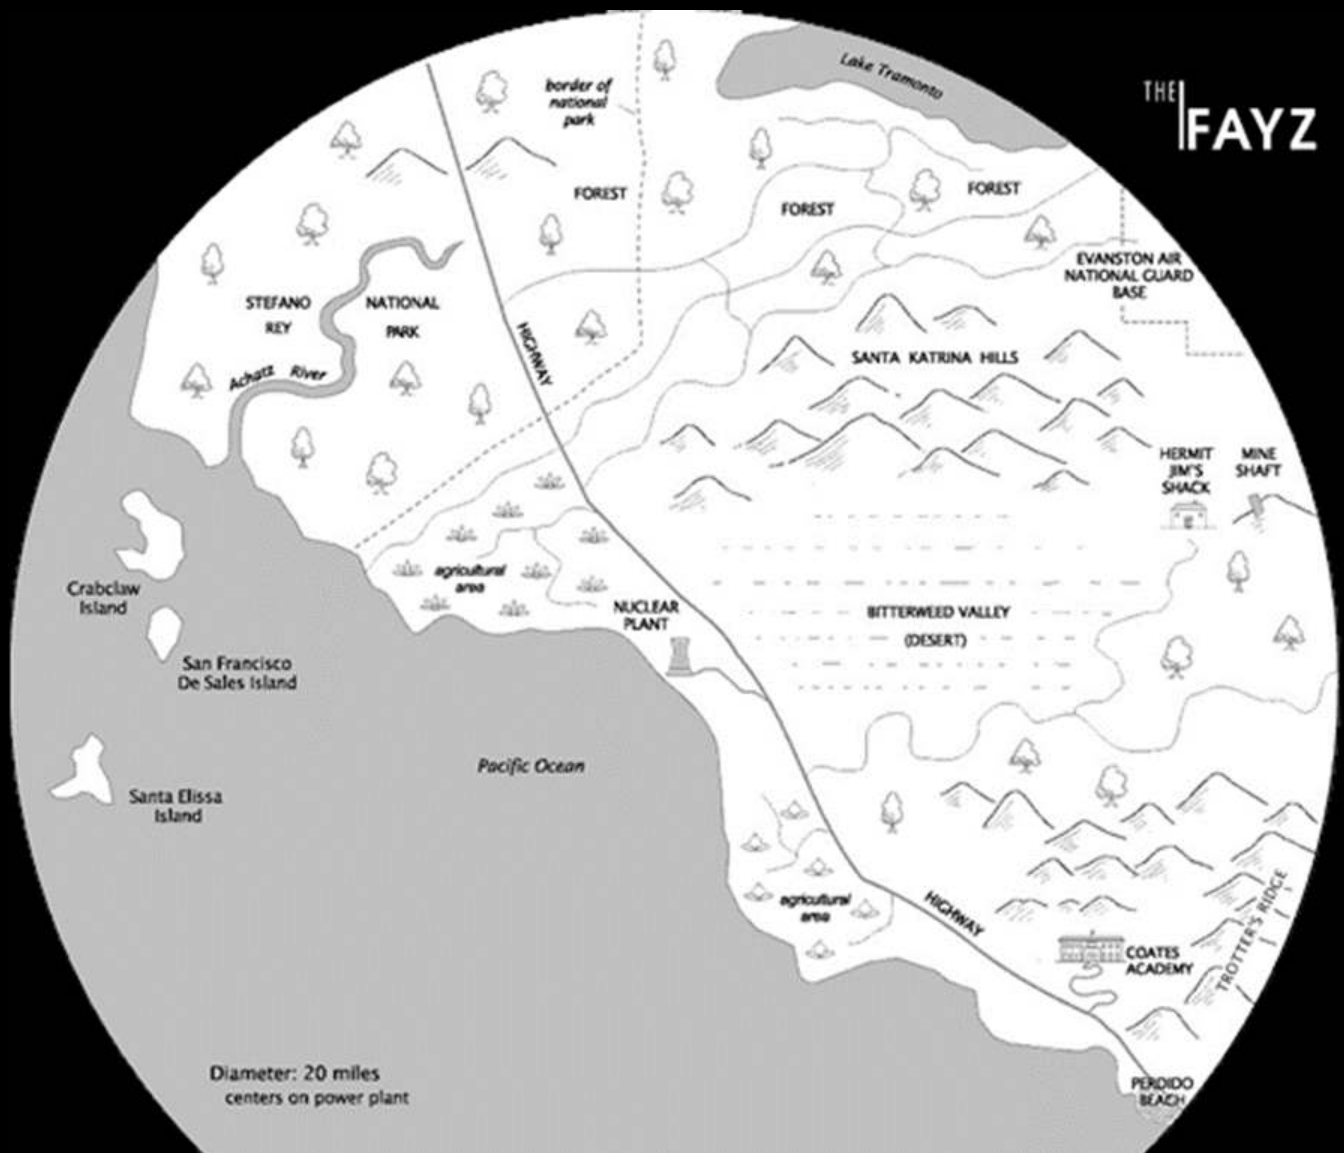 THE
FAYZ
Lake Tramonto
border of
national
park
FOREST
FOREST
FOREST
EVANSTON AIR
NATIONAL GUARD
BASE
STEFANO
REY
NATIONAL
PARK
Achatz River
HIGHWAY
SANTA KATRINA HILLS
HERMIT
JIM'S
SHACK
MINE
SHAFT
agricultural
area
NUCLEAR
PLANT
BITTERWEED VALLEY
(DESERT)
Crabclaw
Island
San Francisco
De Sales Island
Santa Elissa
Island
Pacific Ocean
agricultural
area
HIGHWAY
COATES
ACADEMY
TROTTER'S RIDGE
PERDIDO
BEACH
Diameter: 20 miles
centers on power plant